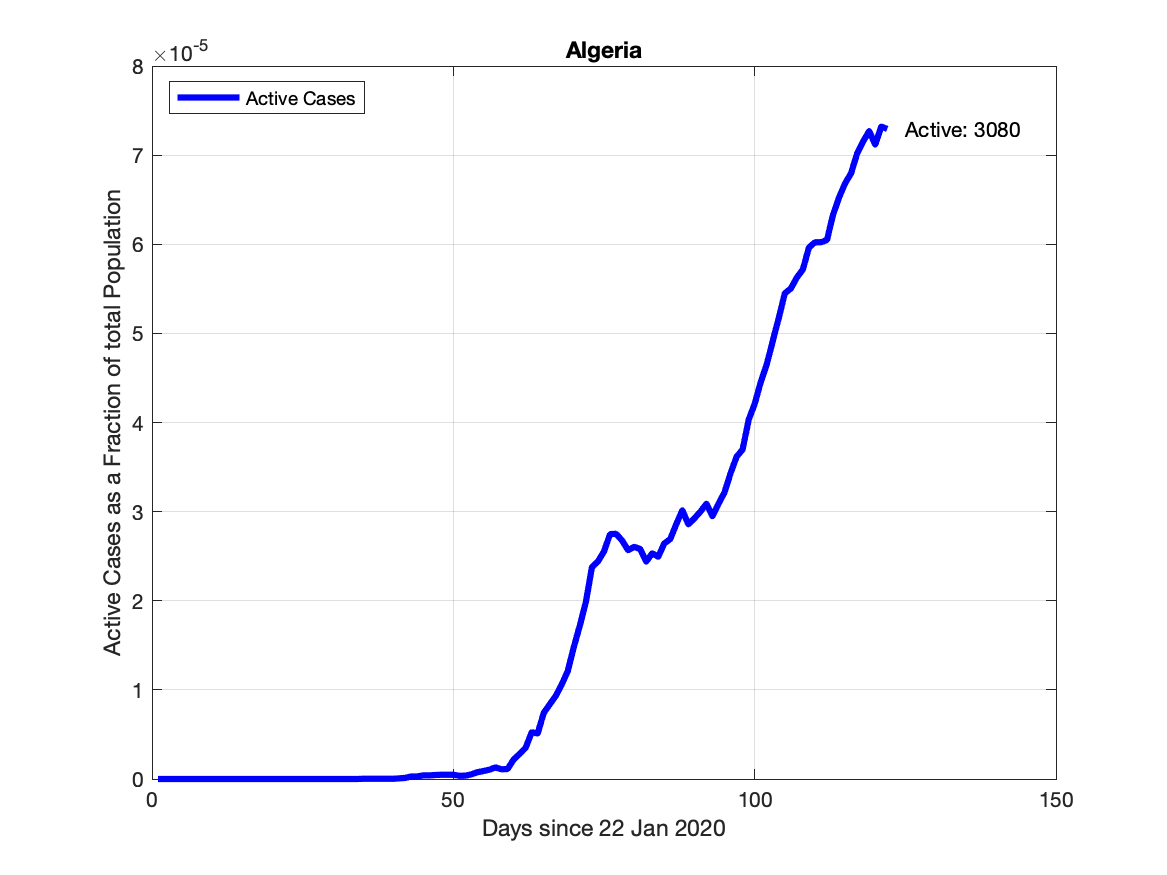 Algeria
×10-5
Active Cases
Active: 3080
8
7
6
5
4
3
2
1
0
Active Cases as a Fraction of total Population
0 50 100 150
Days since 22 Jan 2020